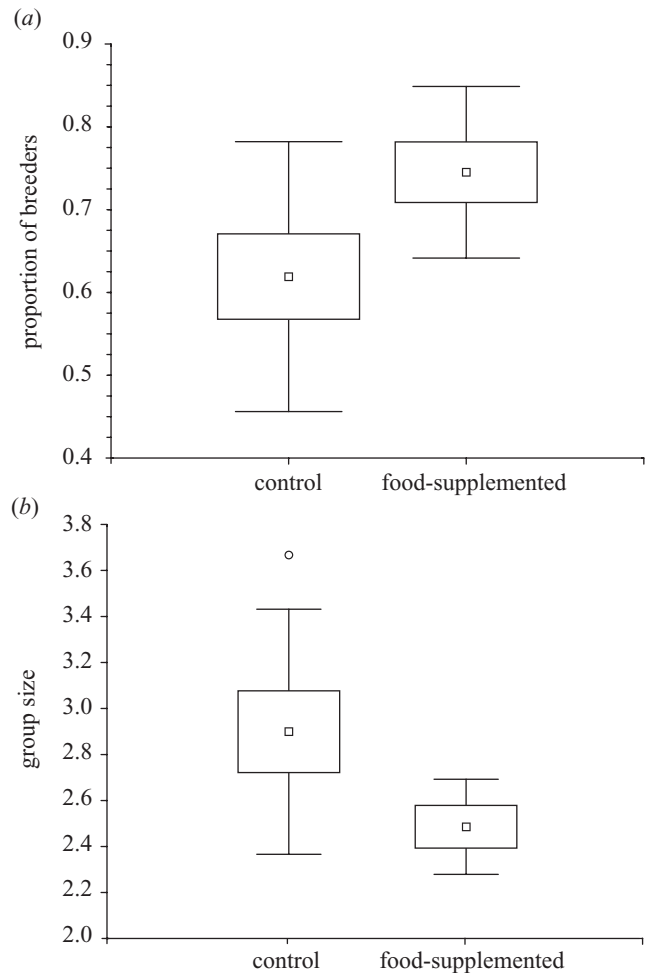 (a)
0.9
0.8
0.7
0.6
0.5
0.4
proportion of breeders
control food-supplemented
(b)
3.8
3.6
3.4
3.2
3.0
2.8
2.6
2.4
2.2
2.0
group size
control food-supplemented